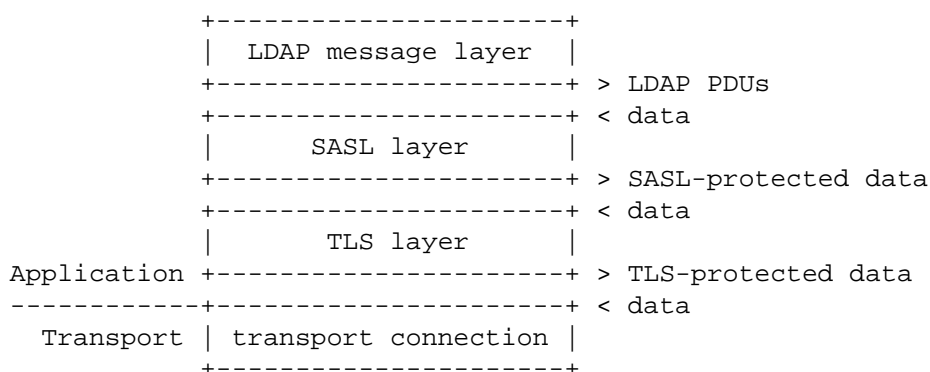 +----------------------+
               |  LDAP message layer  |
               +----------------------+ > LDAP PDUs
               +----------------------+ < data
               |      SASL layer      |
               +----------------------+ > SASL-protected data
               +----------------------+ < data
               |       TLS layer      |
   Application +----------------------+ > TLS-protected data
   ------------+----------------------+ < data
     Transport | transport connection |
               +----------------------+